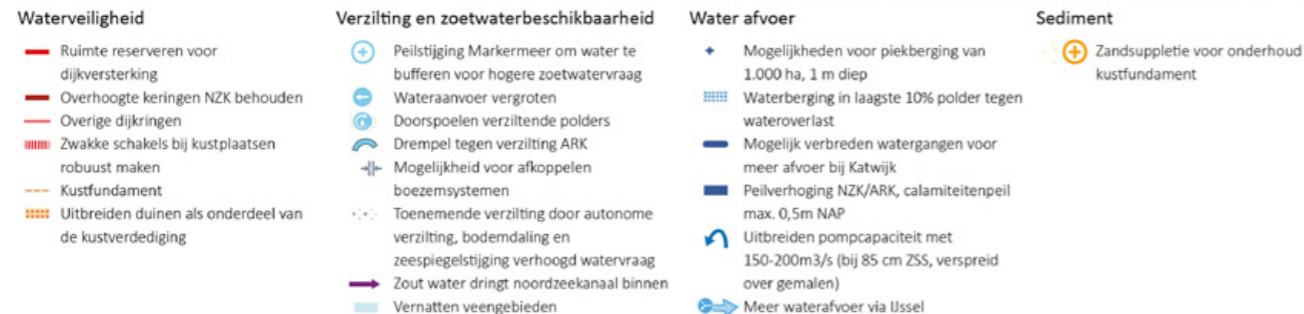 Waterveiligheid
Ruimte reserveren voor
dijkversterking
Overhoogte keringen NZK behouden
Overige dijkringen
Zwakke schakels bij kustplaatsen
robuust maken
Kustfundament
Uitbreiden duinen als onderdeel van
de kustverdediging
Verzilting en zoetwaterbeschikbaarheid
Peilstijging Markermeer om water te
bufferen voor hogere zoetwatervraag
Wateraanvoer vergroten
Doorspoelen verziltende polders
Drempel tegen verzilting ARK
Mogelijkheid voor afkoppelen
boezemsystemen
Toenemende verzilting door autonome
verzilting, bodemdaling en
zeespiegelstijging verhoogd watervraag
Zout water dringt noordzeekanaal binnen
Vernatten veengebieden
Water afvoer
Mogelijkheden voor piekberging van
1.000 ha, 1 m diep
Waterberging in laagste 10% polder tegen
wateroverlast
Mogelijk verbreden watergangen voor
meer afvoer bij Katwijk
Peilverhoging NZK/ARK, calamiteitenpeil
max. 0,5m NAP
Uitbreiden pompcapaciteit met
150-200m3/s (bij 85 cm ZSS, verspreid
over gemalen)
Meer waterafvoer via IJssel
Sediment
Zandsuppletie voor onderhoud
kustfundament